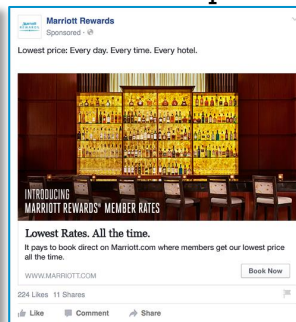 Marriott Rewards
Sponsored ·
Lowest price: Every day. Every time. Every hotel.
INTRODUCING
MARRIOTT REWARDS® MEMBER RATES
Lowest Rates. All the time.
It pays to book direct on Marriott.com where members get our lowest price
all the time.
WWW.MARRIOTT.COM
Book Now
224 Likes 11 Shares
Like Comment Share